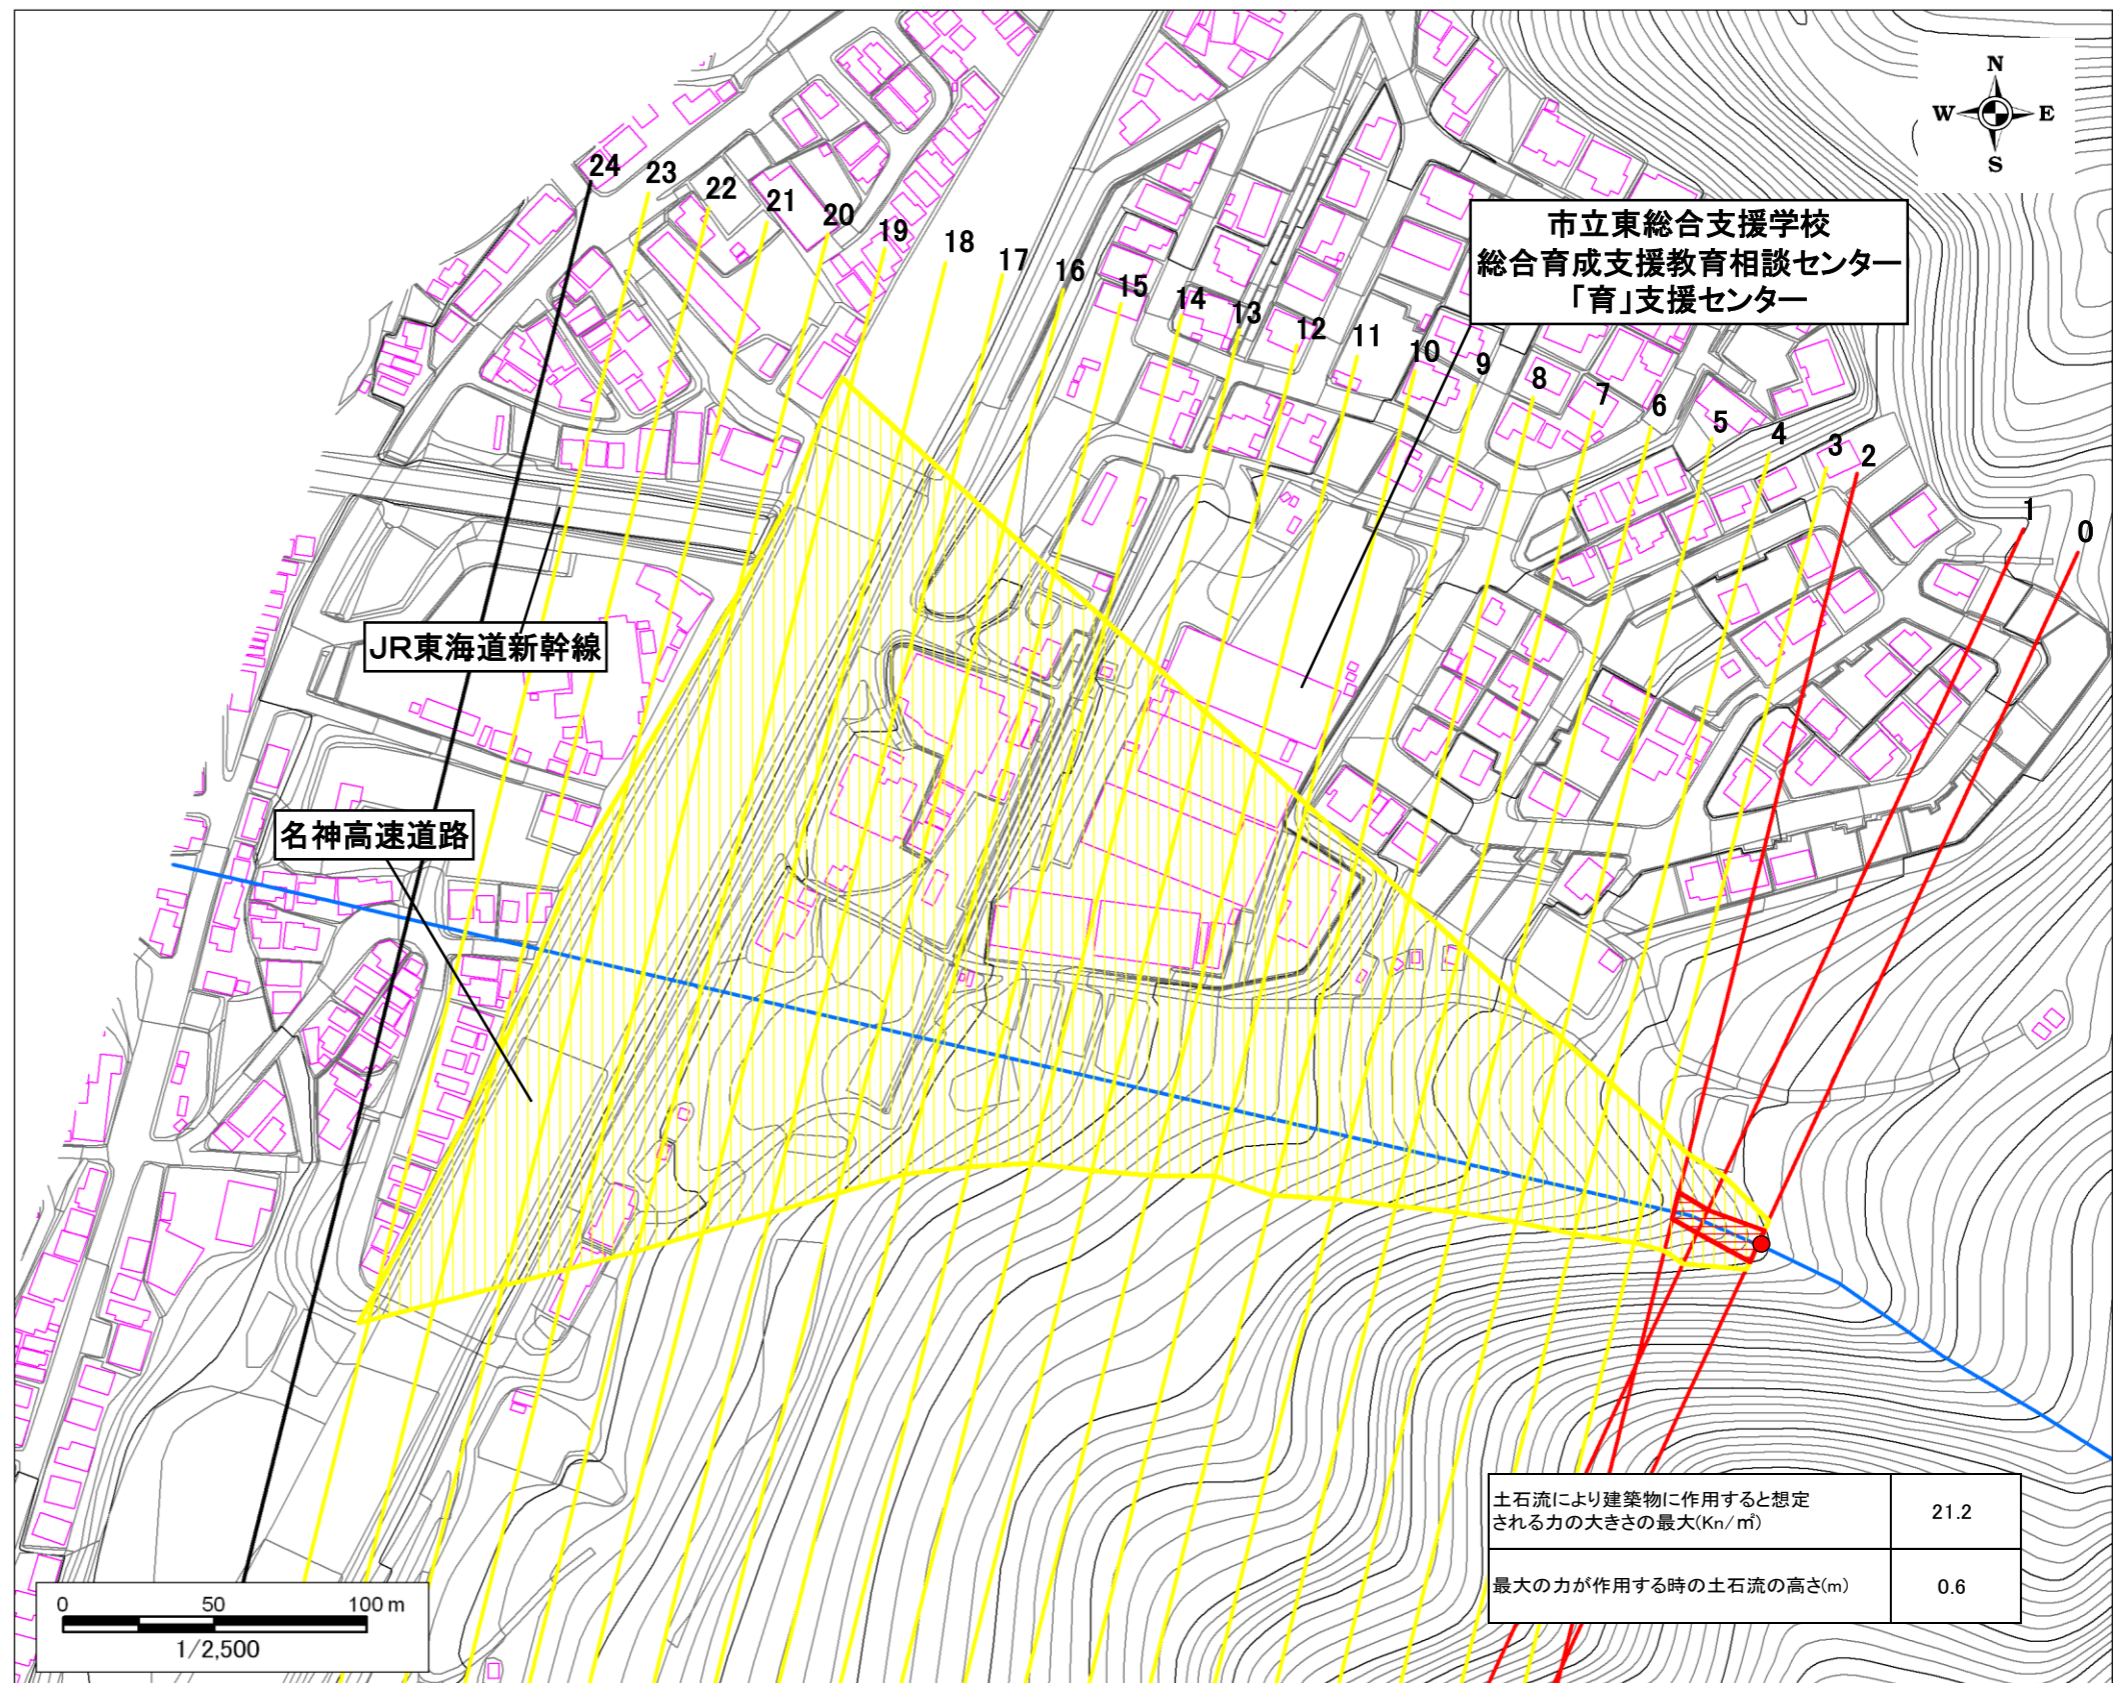 N
W
E
S
24
23
22
21
20
19
18
17
16
15
14
13
12
11
10
9
8
7
6
5
4
3
2
1
0
市立東総合支援学校
総合育成支援教育相談センター
「育」支援センター
JR東海道新幹線
名神高速道路
土石流により建築物に作用すると想定
される力の大きさの最大(Kn/㎡)
21.2
最大の力が作用する時の土石流の高さ(m)
0.6
0 50 100 m
1/2,500